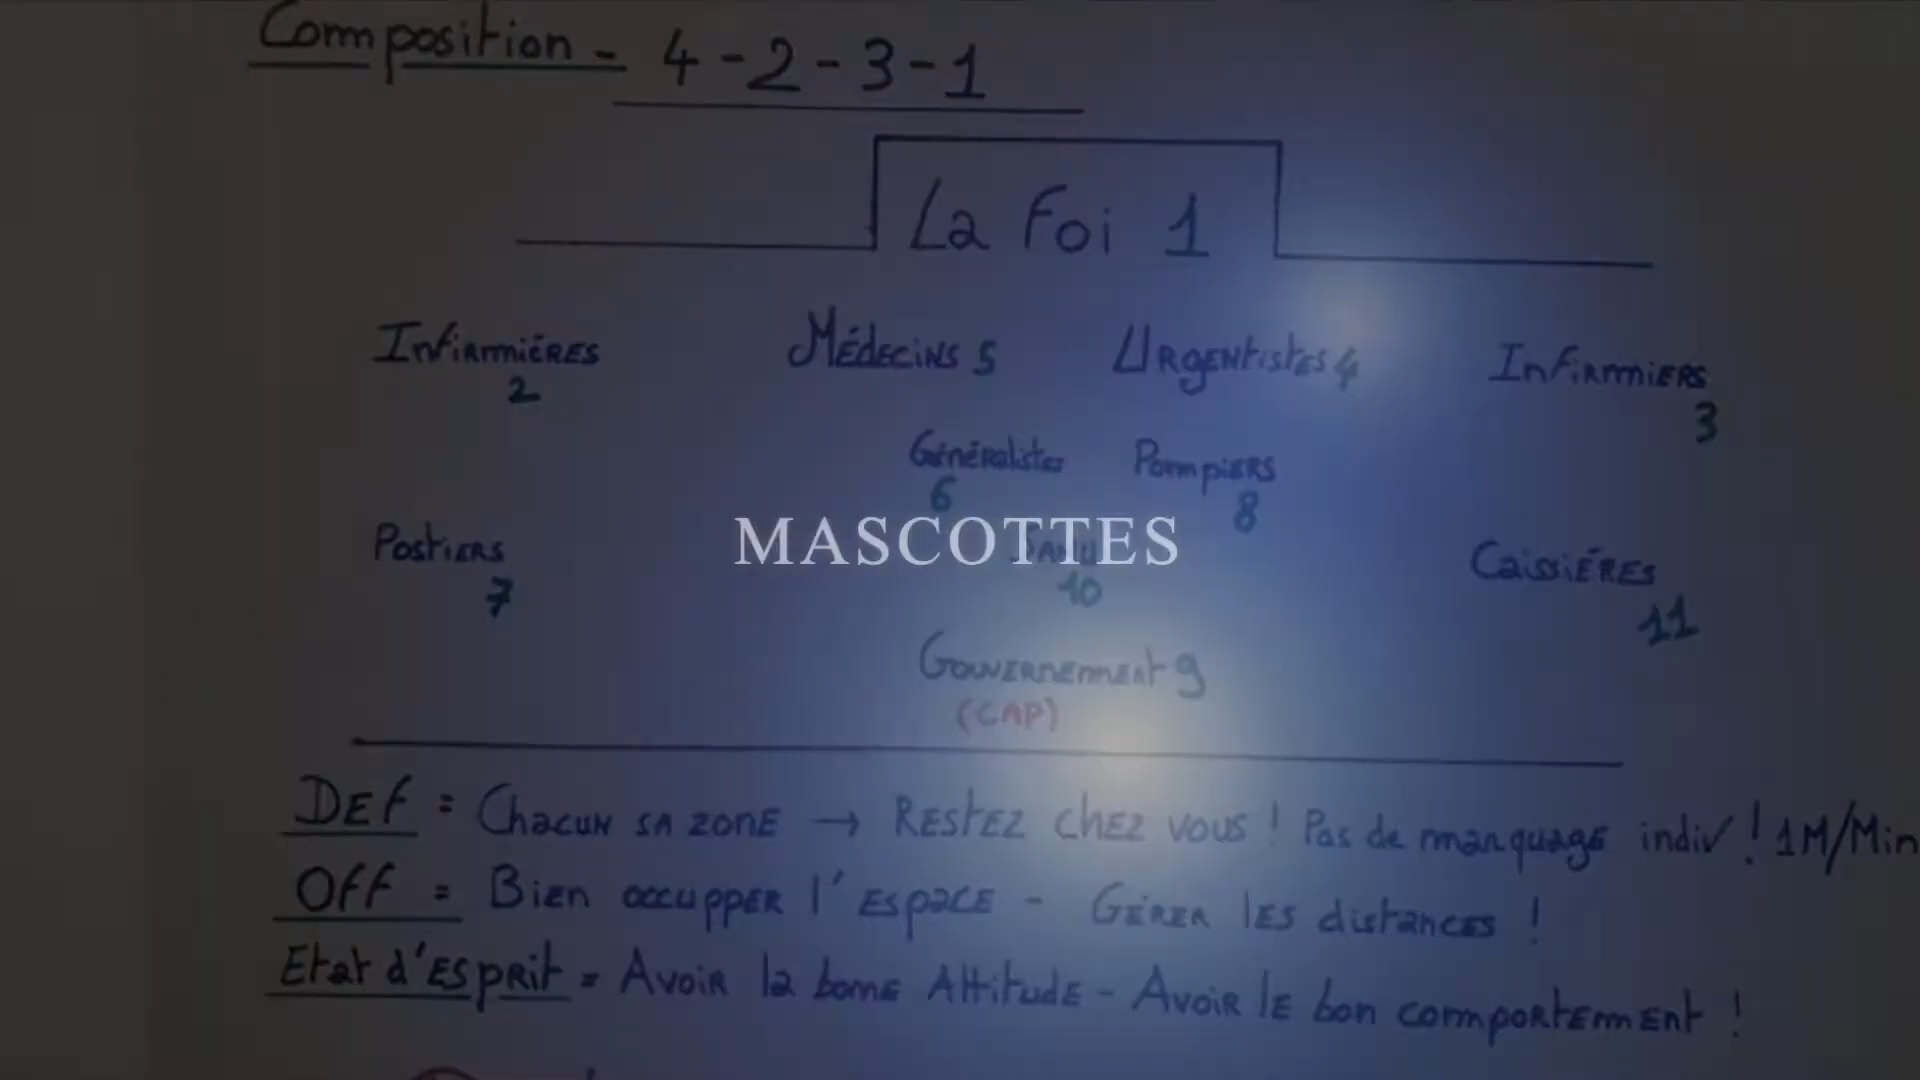 Composition - 4-2-3-1
La Foi 1
Infirmiéres Médecins 5 Urgentistes 4 Infirmiers
2 3
Généralistes Pompiers
6 8
Postiers MASCOTTES Caissiéres
7 10 11
Gouvernement 9
(CAP)
DEF = Chacun sa zone → Restez chez vous ! Pas de marquage indiv ! 1M/Min
OFF = Bien occupper l'espace - Gérer les distances !
Etat d'esprit = Avoir la bonne Attitude - Avoir le bon comportement !